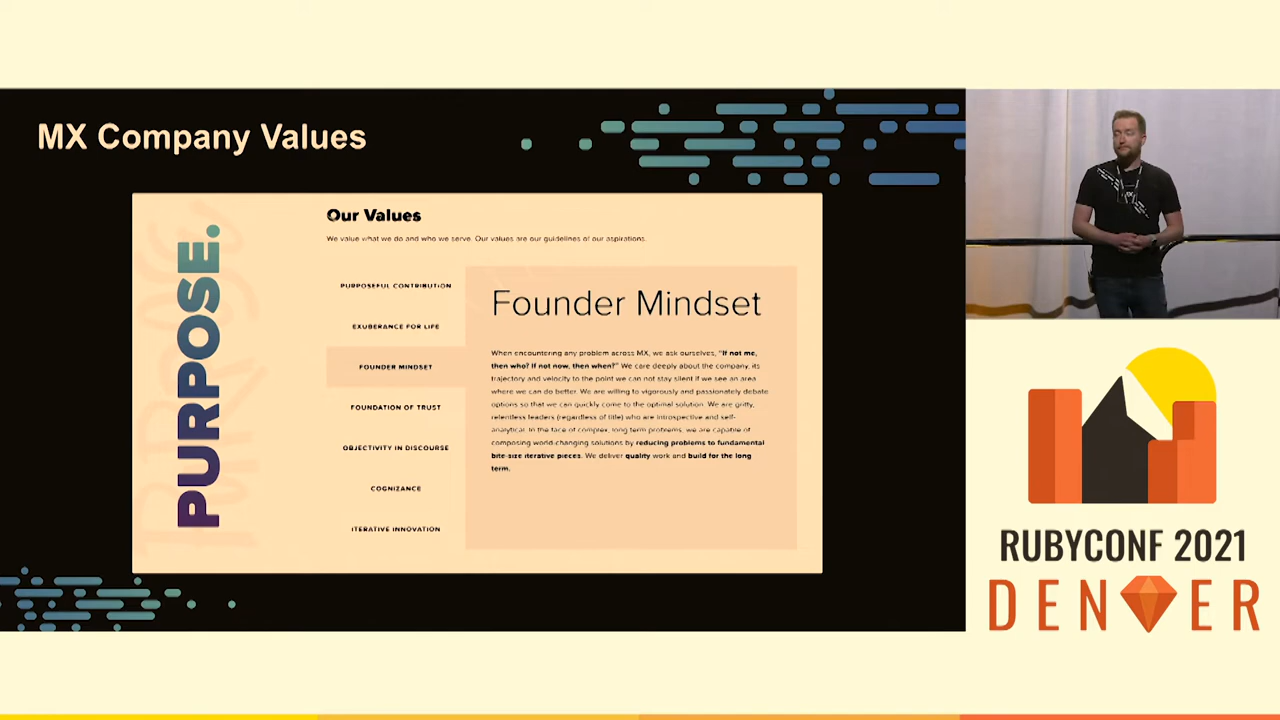 MX Company Values
PURPOSE.
Our Values
We value what we do and who we serve. Our values are our guidelines of our aspirations.
PURPOSEFUL CONTRIBUTION
EXUBERANCE FOR LIFE
FOUNDER MINDSET
FOUNDATION OF TRUST
OBJECTIVITY IN DISCOURSE
COGNIZANCE
ITERATIVE INNOVATION
Founder Mindset
When encountering any problem across MX, we ask ourselves, "If not me,
then who? If not now, then when?" We care deeply about the company, its
trajectory and velocity to the point we can not stay silent if we see an area
where we can do better. We are willing to vigorously and passionately debate
options so that we can quickly come to the optimal solution. We are gritty,
relentless leaders (regardless of title) who are introspective and self-
analytical. In the face of complex, long term problems, we are capable of
composing world-changing solutions by reducing problems to fundamental
bite-size iterative pieces. We deliver quality work and build for the long
term.
RUBYCONF 2021
DENVER